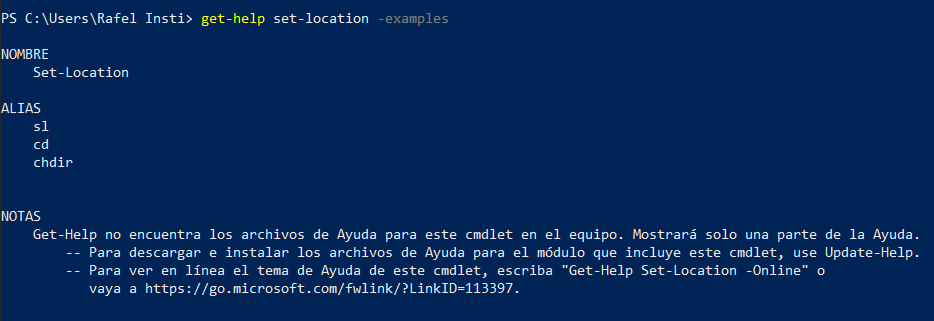 PS C:\Users\Rafel Insti> get-help set-location -examples
NOMBRE
Set-Location
ALIAS
sl
cd
chdir
NOTAS
Get-Help no encuentra los archivos de Ayuda para este cmdlet en el equipo. Mostrará solo una parte de la Ayuda.
-- Para descargar e instalar los archivos de Ayuda para el módulo que incluye este cmdlet, use Update-Help.
-- Para ver en línea el tema de Ayuda de este cmdlet, escriba "Get-Help Set-Location -Online" o
vaya a https://go.microsoft.com/fwlink/?LinkID=113397.